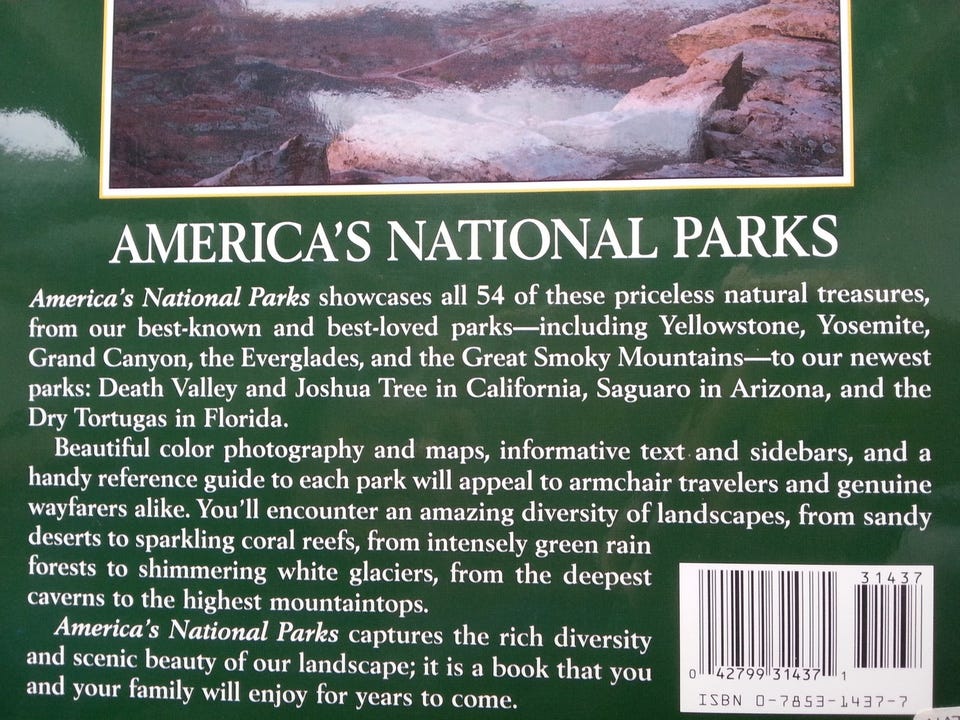 AMERICA'S NATIONAL PARKS
America's National Parks showcases all 54 of these priceless natural treasures,
from our best-known and best-loved parks—including Yellowstone, Yosemite,
Grand Canyon, the Everglades, and the Great Smoky Mountains—to our newest
parks: Death Valley and Joshua Tree in California, Saguaro in Arizona, and the
Dry Tortugas in Florida.
Beautiful color photography and maps, informative text and sidebars, and a
handy reference guide to each park will appeal to armchair travelers and genuine
wayfarers alike. You'll encounter an amazing diversity of landscapes, from sandy
deserts to sparkling coral reefs, from intensely green rain
forests to shimmering white glaciers, from the deepest
caverns to the highest mountaintops.
America's National Parks captures the rich diversity
and scenic beauty of our landscape; it is a book that you
and your family will enjoy for years to come.
31437
0 42799 31437 1
ISBN 0-7853-1437-7